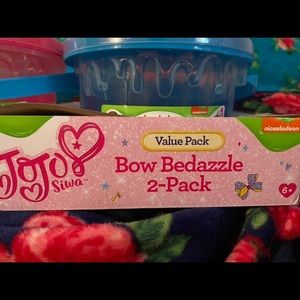 nickelodeon
JoJo
Siwa
Value Pack
Bow Bedazzle
2-Pack
6+